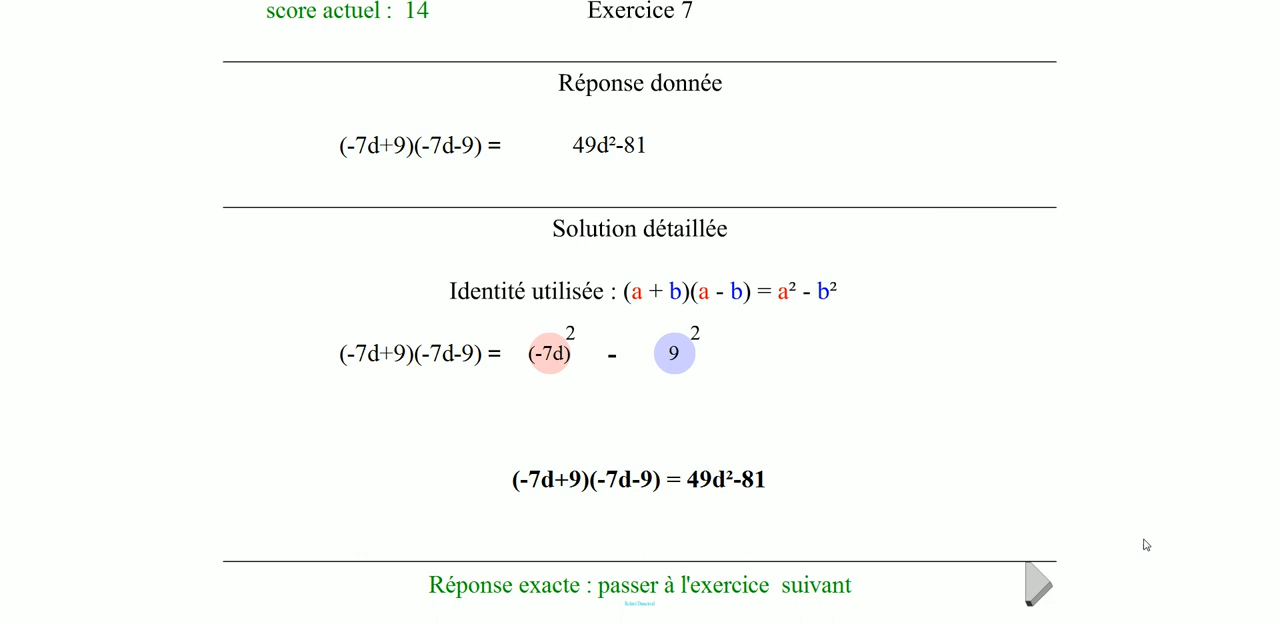 score actuel : 14
Exercice 7
Réponse donnée
(-7d+9)(-7d-9) = 49d²-81
Solution détaillée
Identité utilisée : (a + b)(a - b) = a² - b²
(-7d+9)(-7d-9) = (-7d)² - 9²
(-7d+9)(-7d-9) = 49d²-81
Réponse exacte : passer à l'exercice suivant